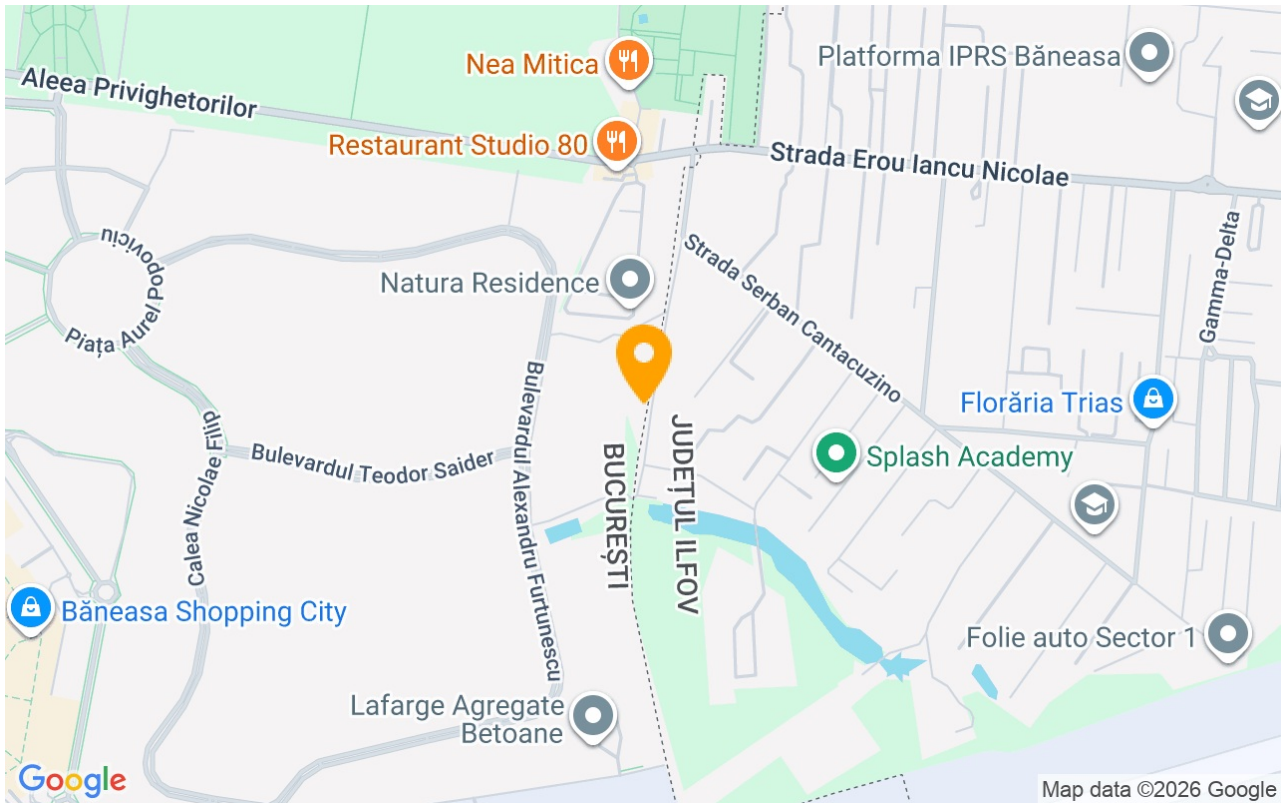 Nea Mitica
Platforma IPRS Băneasa
Aleea Privighetorilor
Restaurant Studio 80
Strada Erou Iancu Nicolae
Piața Aurel Popoviciu
Natura Residence
Strada Serban Cantacuzino
Gamma-Delta
Bulevardul Alexandru Furtunescu
Florăria Trias
Calea Nicolae Filip
Bulevardul Teodor Saider
JUDEȚUL ILFOV
BUCUREȘTI
Splash Academy
Băneasa Shopping City
Folie auto Sector 1
Lafarge Agregate
Betoane
Google
Map data ©2026 Google